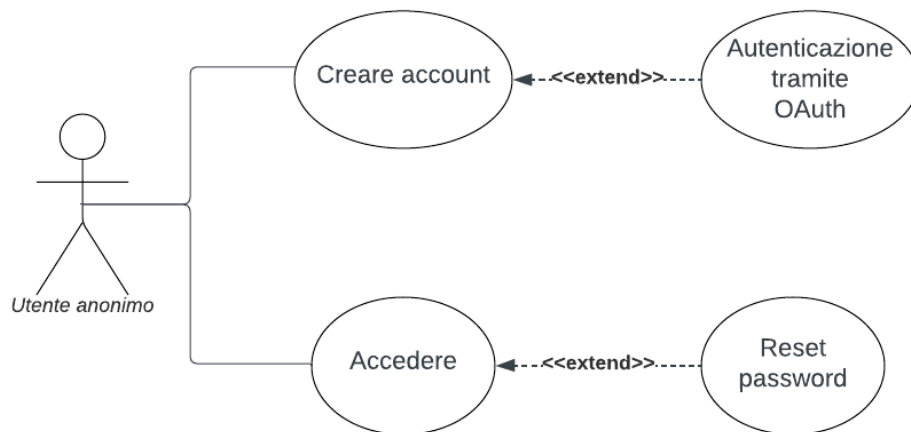 Creare account
<<extend>>
Autenticazione
tramite
OAuth
Utente anonimo
Accedere
<<extend>>
Reset
password